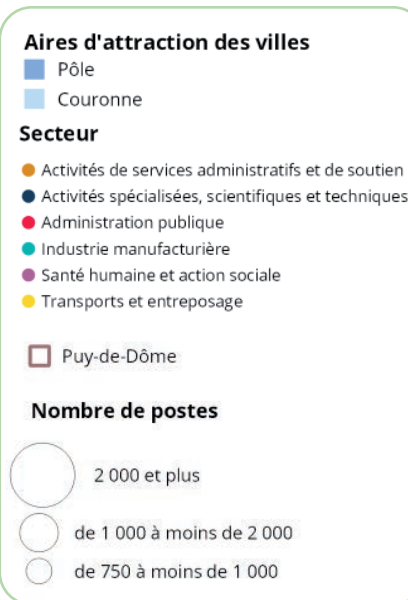 Aires d'attraction des villes
Pôle
Couronne
Secteur
Activités de services administratifs et de soutien
Activités spécialisées, scientifiques et techniques
Administration publique
Industrie manufacturière
Santé humaine et action sociale
Transports et entreposage
Puy-de-Dôme
Nombre de postes
2 000 et plus
de 1 000 à moins de 2 000
de 750 à moins de 1 000